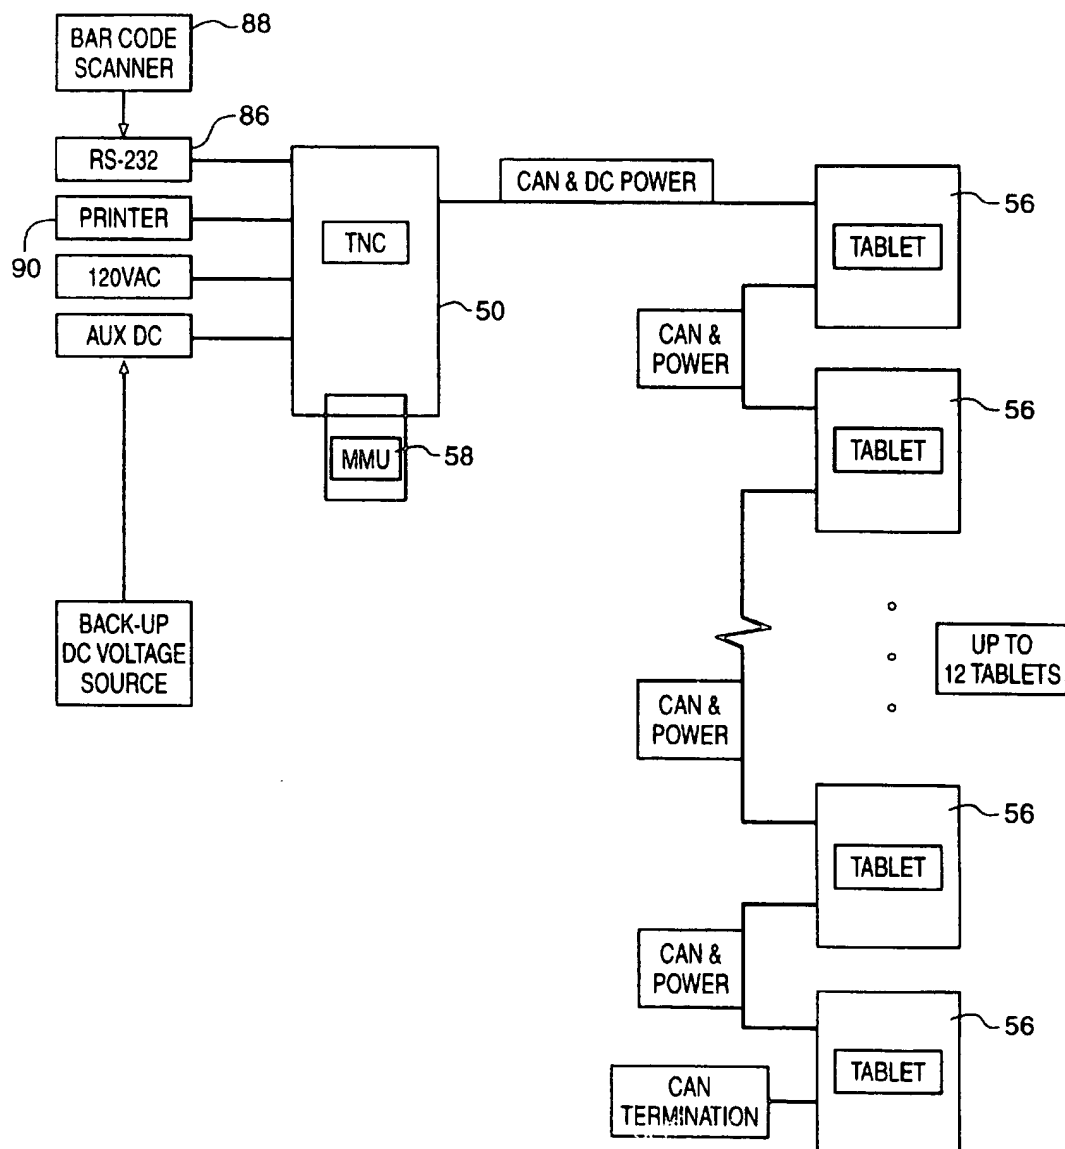 BAR CODE
SCANNER
88
RS-232
86
PRINTER
90
120VAC
AUX DC
BACK-UP
DC VOLTAGE
SOURCE
TNC
50
MMU
58
CAN & DC POWER
TABLET
56
CAN &
POWER
TABLET
56
UP TO
12 TABLETS
CAN &
POWER
TABLET
56
CAN &
POWER
TABLET
56
CAN
TERMINATION